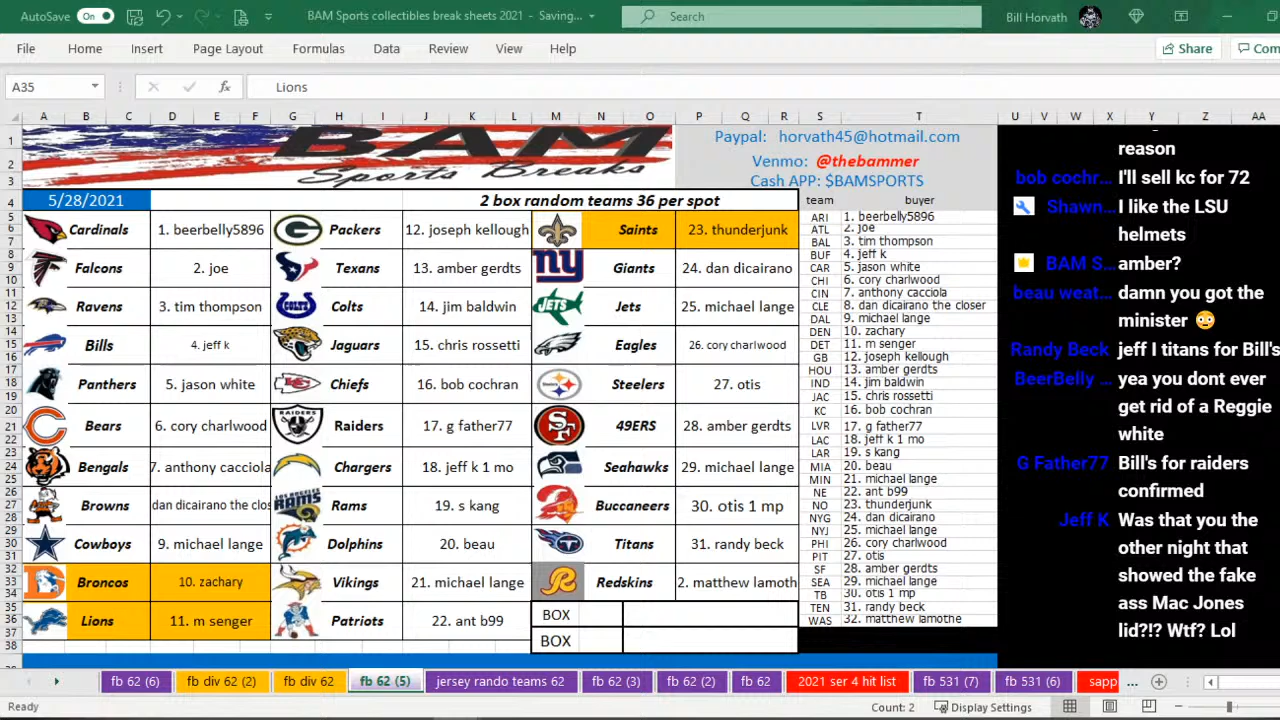 AutoSave On BAM Sports collectibles break sheets 2021 - Saving... Search Bill Horvath
File Home Insert Page Layout Formulas Data Review View Help Share Com
A35 fx Lions
A B C D E F G H I J K L M N O Q R S T U V W X Y Z AA
BAM Sports Breaks
Paypal: horvath45@hotmail.com
Venmo: @thebammer
Cash APP: $BAMSPORTS
5/28/2021 2 box random teams 36 per spot team buyer
Cardinals 1. beerbelly5896 Packers 12. joseph kellough Saints 23. thunderjunk
Falcons 2. joe Texans 13. amber gerdts Giants 24. dan dicairano
Ravens 3. tim thompson Colts 14. jim baldwin Jets 25. michael lange
Bills 4. jeff k Jaguars 15. chris rossetti Eagles 26. cory charlwood
Panthers 5. jason white Chiefs 16. bob cochran Steelers 27. otis
Bears 6. cory charlwood Raiders 17. g father77 49ERS 28. amber gerdts
Bengals 7. anthony cacciola Chargers 18. jeff k 1 mo Seahawks 29. michael lange
Browns dan dicairano the clos Rams 19. s kang Buccaneers 30. otis 1 mp
Cowboys 9. michael lange Dolphins 20. beau Titans 31. randy beck
Broncos 10. zachary Vikings 21. michael lange Redskins 2. matthew lamoth
Lions 11. m senger Patriots 22. ant b99 BOX
BOX
ARI 1. beerbelly5896
ATL 2. joe
BAL 3. tim thompson
BUF 4. jeff k
CAR 5. jason white
CHI 6. cory charlwood
CIN 7. anthony cacciola
CLE 8. dan dicairano the closer
DAL 9. michael lange
DEN 10. zachary
DET 11. m senger
GB 12. joseph kellough
HOU 13. amber gerdts
IND 14. jim baldwin
JAC 15. chris rossetti
KC 16. bob cochran
LVR 17. g father77
LAC 18. jeff k 1 mo
LAR 19. s kang
MIA 20. beau
MIN 21. michael lange
NE 22. ant b99
NO 23. thunderjunk
NYG 24. dan dicairano
NYJ 25. michael lange
PHI 26. cory charlwood
PIT 27. otis
SF 28. amber gerdts
SEA 29. michael lange
TB 30. otis 1 mp
TEN 31. randy beck
WAS 32. matthew lamothe
reason
bob cochr... I'll sell kc for 72
Shawn... I like the LSU
helmets
BAM S... amber?
beau weat... damn you got the
minister 😳
Randy Beck jeff I titans for Bill's
BeerBelly ... yea you dont ever
get rid of a Reggie
white
G Father77 Bill's for raiders
confirmed
Jeff K Was that you the
other night that
showed the fake
ass Mac Jones
lid?!? Wtf? Lol
fb 62 (6) fb div 62 (2) fb div 62 fb 62 (5) jersey rando teams 62 fb 62 (3) fb 62 (2) fb 62 2021 ser 4 hit list fb 531 (7) fb 531 (6) sapp ...
Ready Count: 2 Display Settings